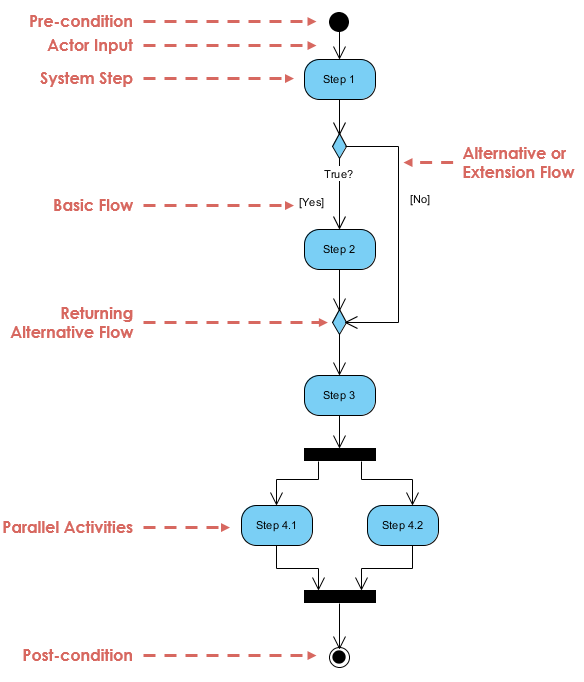 Pre-condition
Actor Input
System Step
Step 1
Alternative or
Extension Flow
True?
Basic Flow
[Yes]
[No]
Step 2
Returning
Alternative Flow
Step 3
Parallel Activities
Step 4.1
Step 4.2
Post-condition